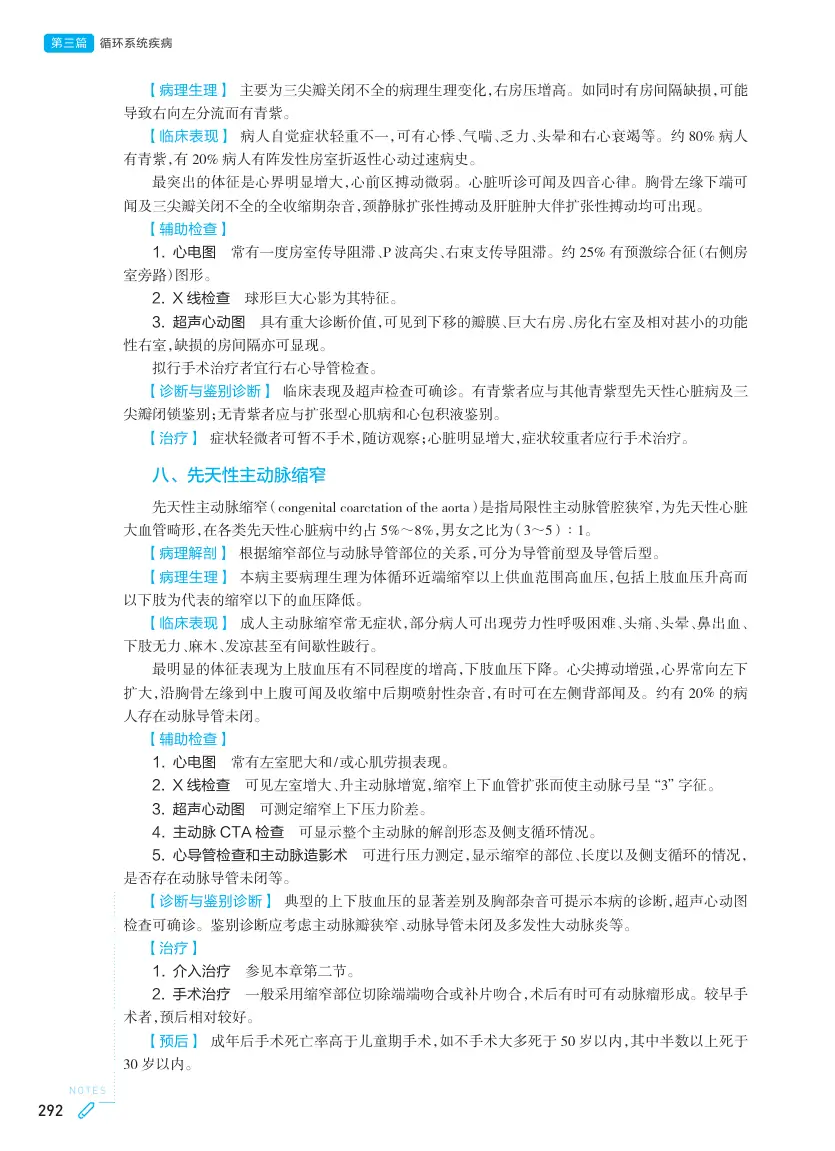 第三篇 循环系统疾病
【病理生理】 主要为三尖瓣关闭不全的病理生理变化,右房压增高。如同时有房间隔缺损,可能
导致右向左分流而有青紫。
【临床表现】 病人自觉症状轻重不一,可有心悸、气喘、乏力、头晕和右心衰竭等。约 80% 病人
有青紫,有 20% 病人有阵发性房室折返性心动过速病史。
最突出的体征是心界明显增大,心前区搏动微弱。心脏听诊可闻及四音心律。胸骨左缘下端可
闻及三尖瓣关闭不全的全收缩期杂音,颈静脉扩张性搏动及肝脏肿大伴扩张性搏动均可出现。
【辅助检查】
1. 心电图 常有一度房室传导阻滞、P 波高尖、右束支传导阻滞。约 25% 有预激综合征(右侧房
室旁路)图形。
2. X 线检查 球形巨大心影为其特征。
3. 超声心动图 具有重大诊断价值,可见到下移的瓣膜、巨大右房、房化右室及相对甚小的功能
性右室,缺损的房间隔亦可显现。
拟行手术治疗者宜行右心导管检查。
【诊断与鉴别诊断】 临床表现及超声检查可确诊。有青紫者应与其他青紫型先天性心脏病及三
尖瓣闭锁鉴别;无青紫者应与扩张型心肌病和心包积液鉴别。
【治疗】 症状轻微者可暂不手术,随访观察;心脏明显增大,症状较重者应行手术治疗。
八、先天性主动脉缩窄
先天性主动脉缩窄(congenital coarctation of the aorta)是指局限性主动脉管腔狭窄,为先天性心脏
大血管畸形,在各类先天性心脏病中约占 5%～8%,男女之比为(3～5)∶1。
【病理解剖】 根据缩窄部位与动脉导管部位的关系,可分为导管前型及导管后型。
【病理生理】 本病主要病理生理为体循环近端缩窄以上供血范围高血压,包括上肢血压升高而
以下肢为代表的缩窄以下的血压降低。
【临床表现】 成人主动脉缩窄常无症状,部分病人可出现劳力性呼吸困难、头痛、头晕、鼻出血、
下肢无力、麻木、发凉甚至有间歇性跛行。
最明显的体征表现为上肢血压有不同程度的增高,下肢血压下降。心尖搏动增强,心界常向左下
扩大,沿胸骨左缘到中上腹可闻及收缩中后期喷射性杂音,有时可在左侧背部闻及。约有 20% 的病
人存在动脉导管未闭。
【辅助检查】
1. 心电图 常有左室肥大和/或心肌劳损表现。
2. X 线检查 可见左室增大、升主动脉增宽,缩窄上下血管扩张而使主动脉弓呈 “3” 字征。
3. 超声心动图 可测定缩窄上下压力阶差。
4. 主动脉 CTA 检查 可显示整个主动脉的解剖形态及侧支循环情况。
5. 心导管检查和主动脉造影术 可进行压力测定,显示缩窄的部位、长度以及侧支循环的情况,
是否存在动脉导管未闭等。
【诊断与鉴别诊断】 典型的上下肢血压的显著差别及胸部杂音可提示本病的诊断,超声心动图
检查可确诊。鉴别诊断应考虑主动脉瓣狭窄、动脉导管未闭及多发性大动脉炎等。
【治疗】
1. 介入治疗 参见本章第二节。
2. 手术治疗 一般采用缩窄部位切除端端吻合或补片吻合,术后有时可有动脉瘤形成。较早手
术者,预后相对较好。
【预后】 成年后手术死亡率高于儿童期手术,如不手术大多死于 50 岁以内,其中半数以上死于
30 岁以内。
NOTES
292